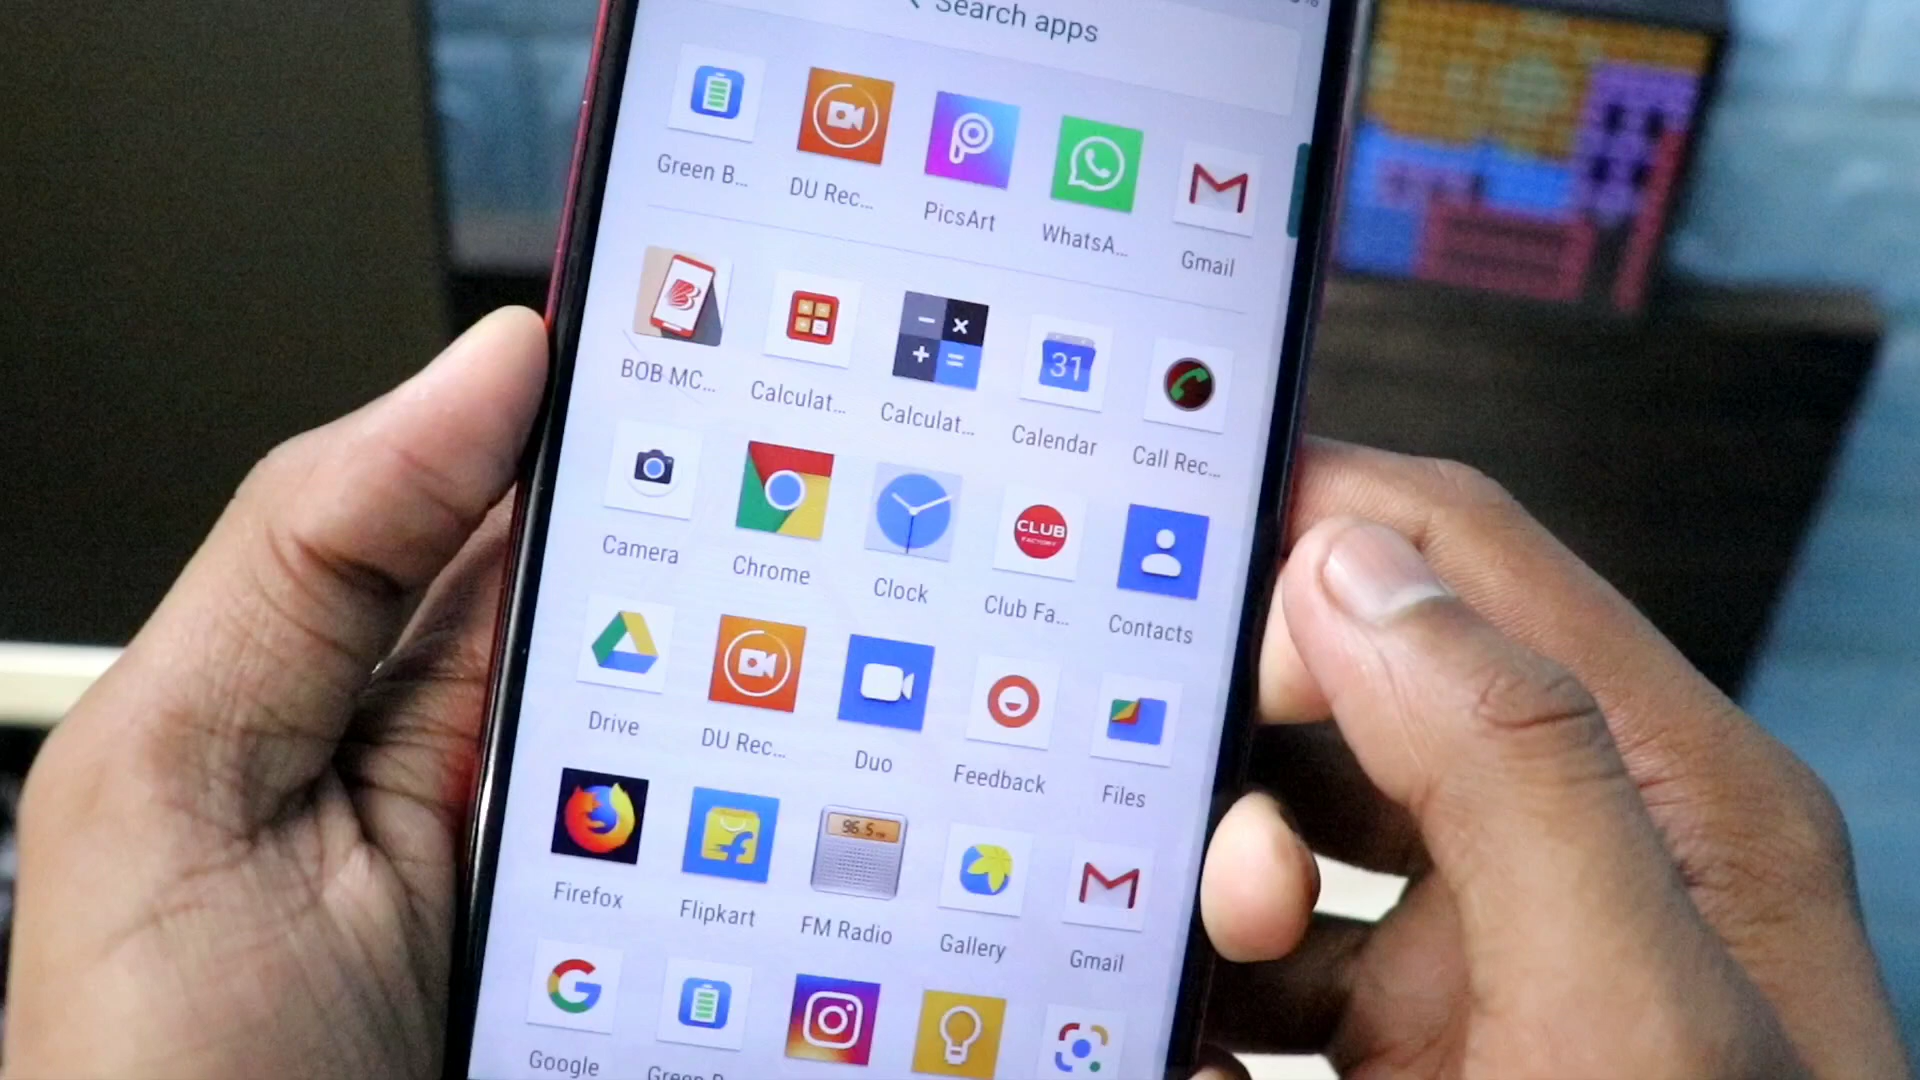 Search apps
Green B...
DU Rec...
PicsArt
WhatsA...
Gmail
BOB MC...
Calculat...
Calculat...
31
Calendar
Call Rec...
Camera
Chrome
Clock
CLUB
FACTORY
Club Fa...
Contacts
Drive
DU Rec...
Duo
Feedback
Files
Firefox
Flipkart
96.5
FM Radio
Gallery
Gmail
Google